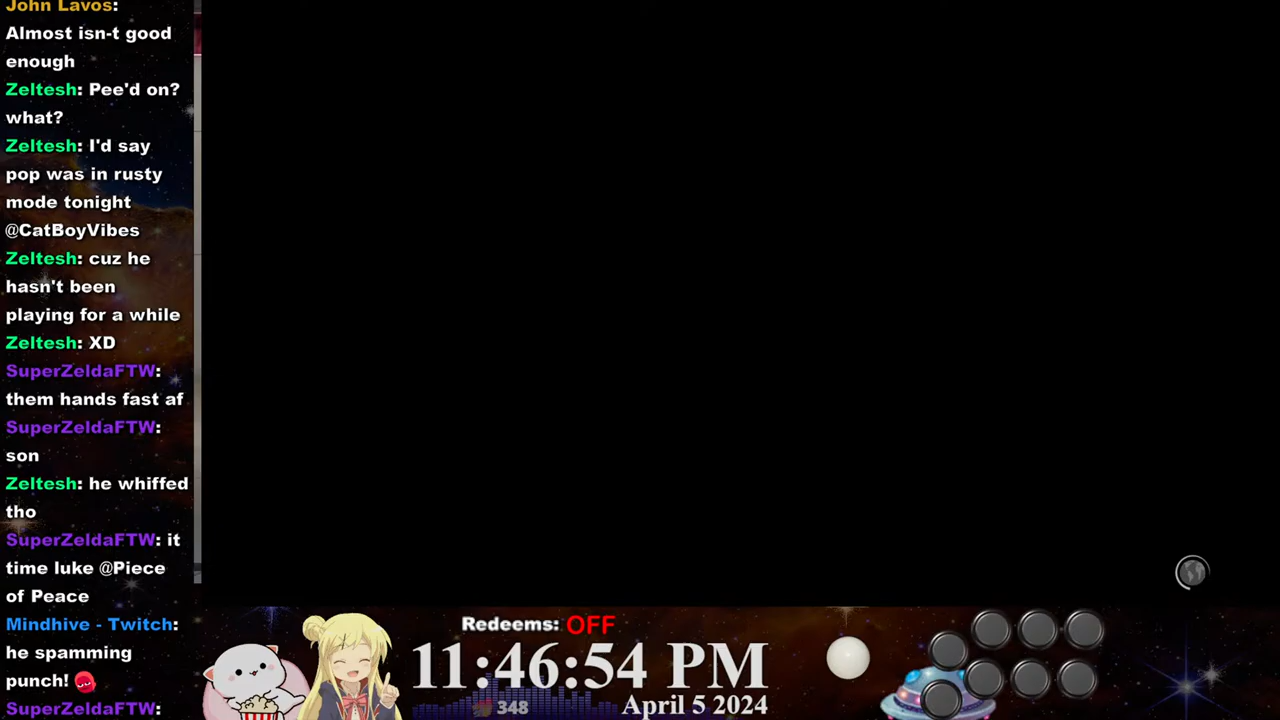 John Lavos:
Almost isn-t good
enough
Zeltesh: Pee'd on?
what?
Zeltesh: I'd say
pop was in rusty
mode tonight
@CatBoyVibes
Zeltesh: cuz he
hasn't been
playing for a while
Zeltesh: XD
SuperZeldaFTW:
them hands fast af
SuperZeldaFTW:
son
Zeltesh: he whiffed
tho
SuperZeldaFTW: it
time luke @Piece
of Peace
Mindhive - Twitch:
he spamming
punch!
SuperZeldaFTW:
Redeems: OFF
11:46:54 PM
348
April 5 2024